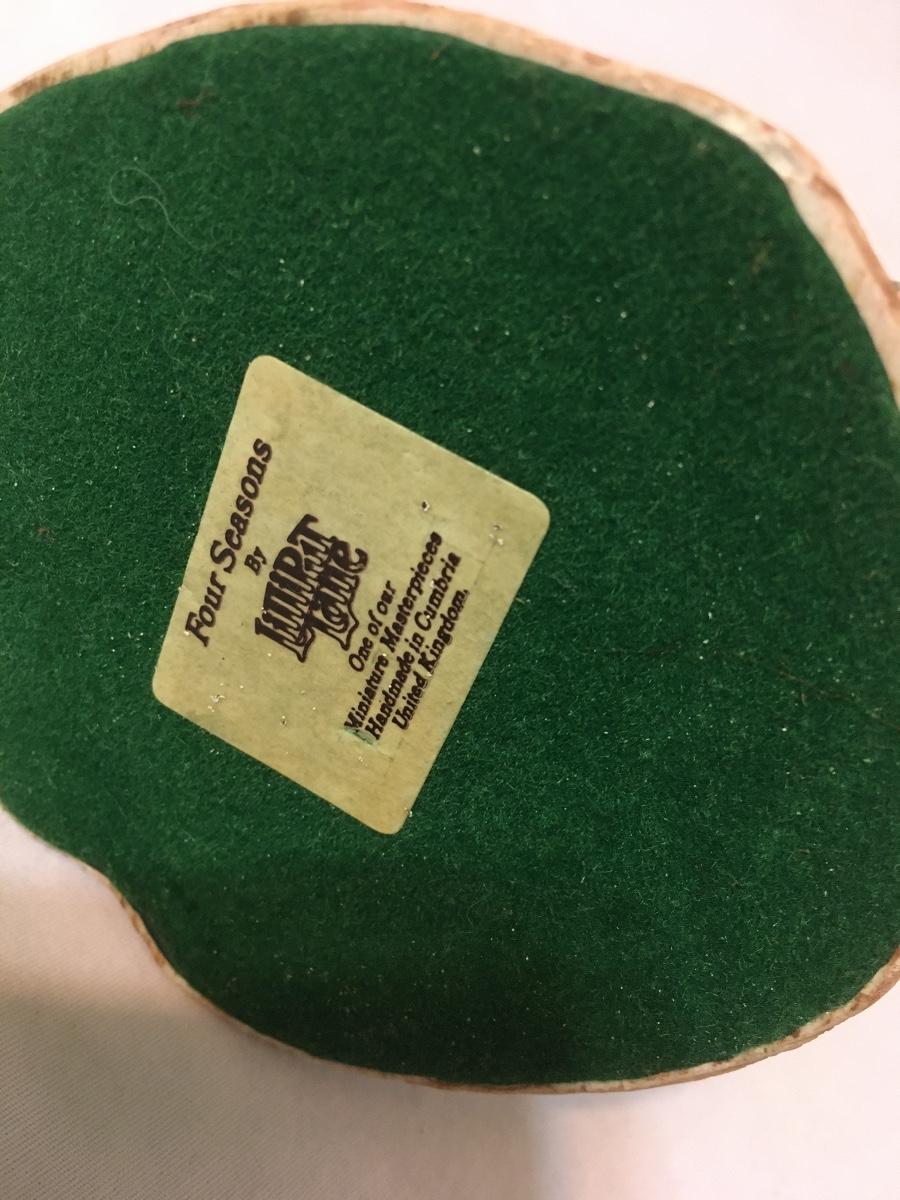 Four Seasons
By
LilliPuT
Lane
One of our
Miniature Masterpieces
Handmade in Cumbria
United Kingdom.